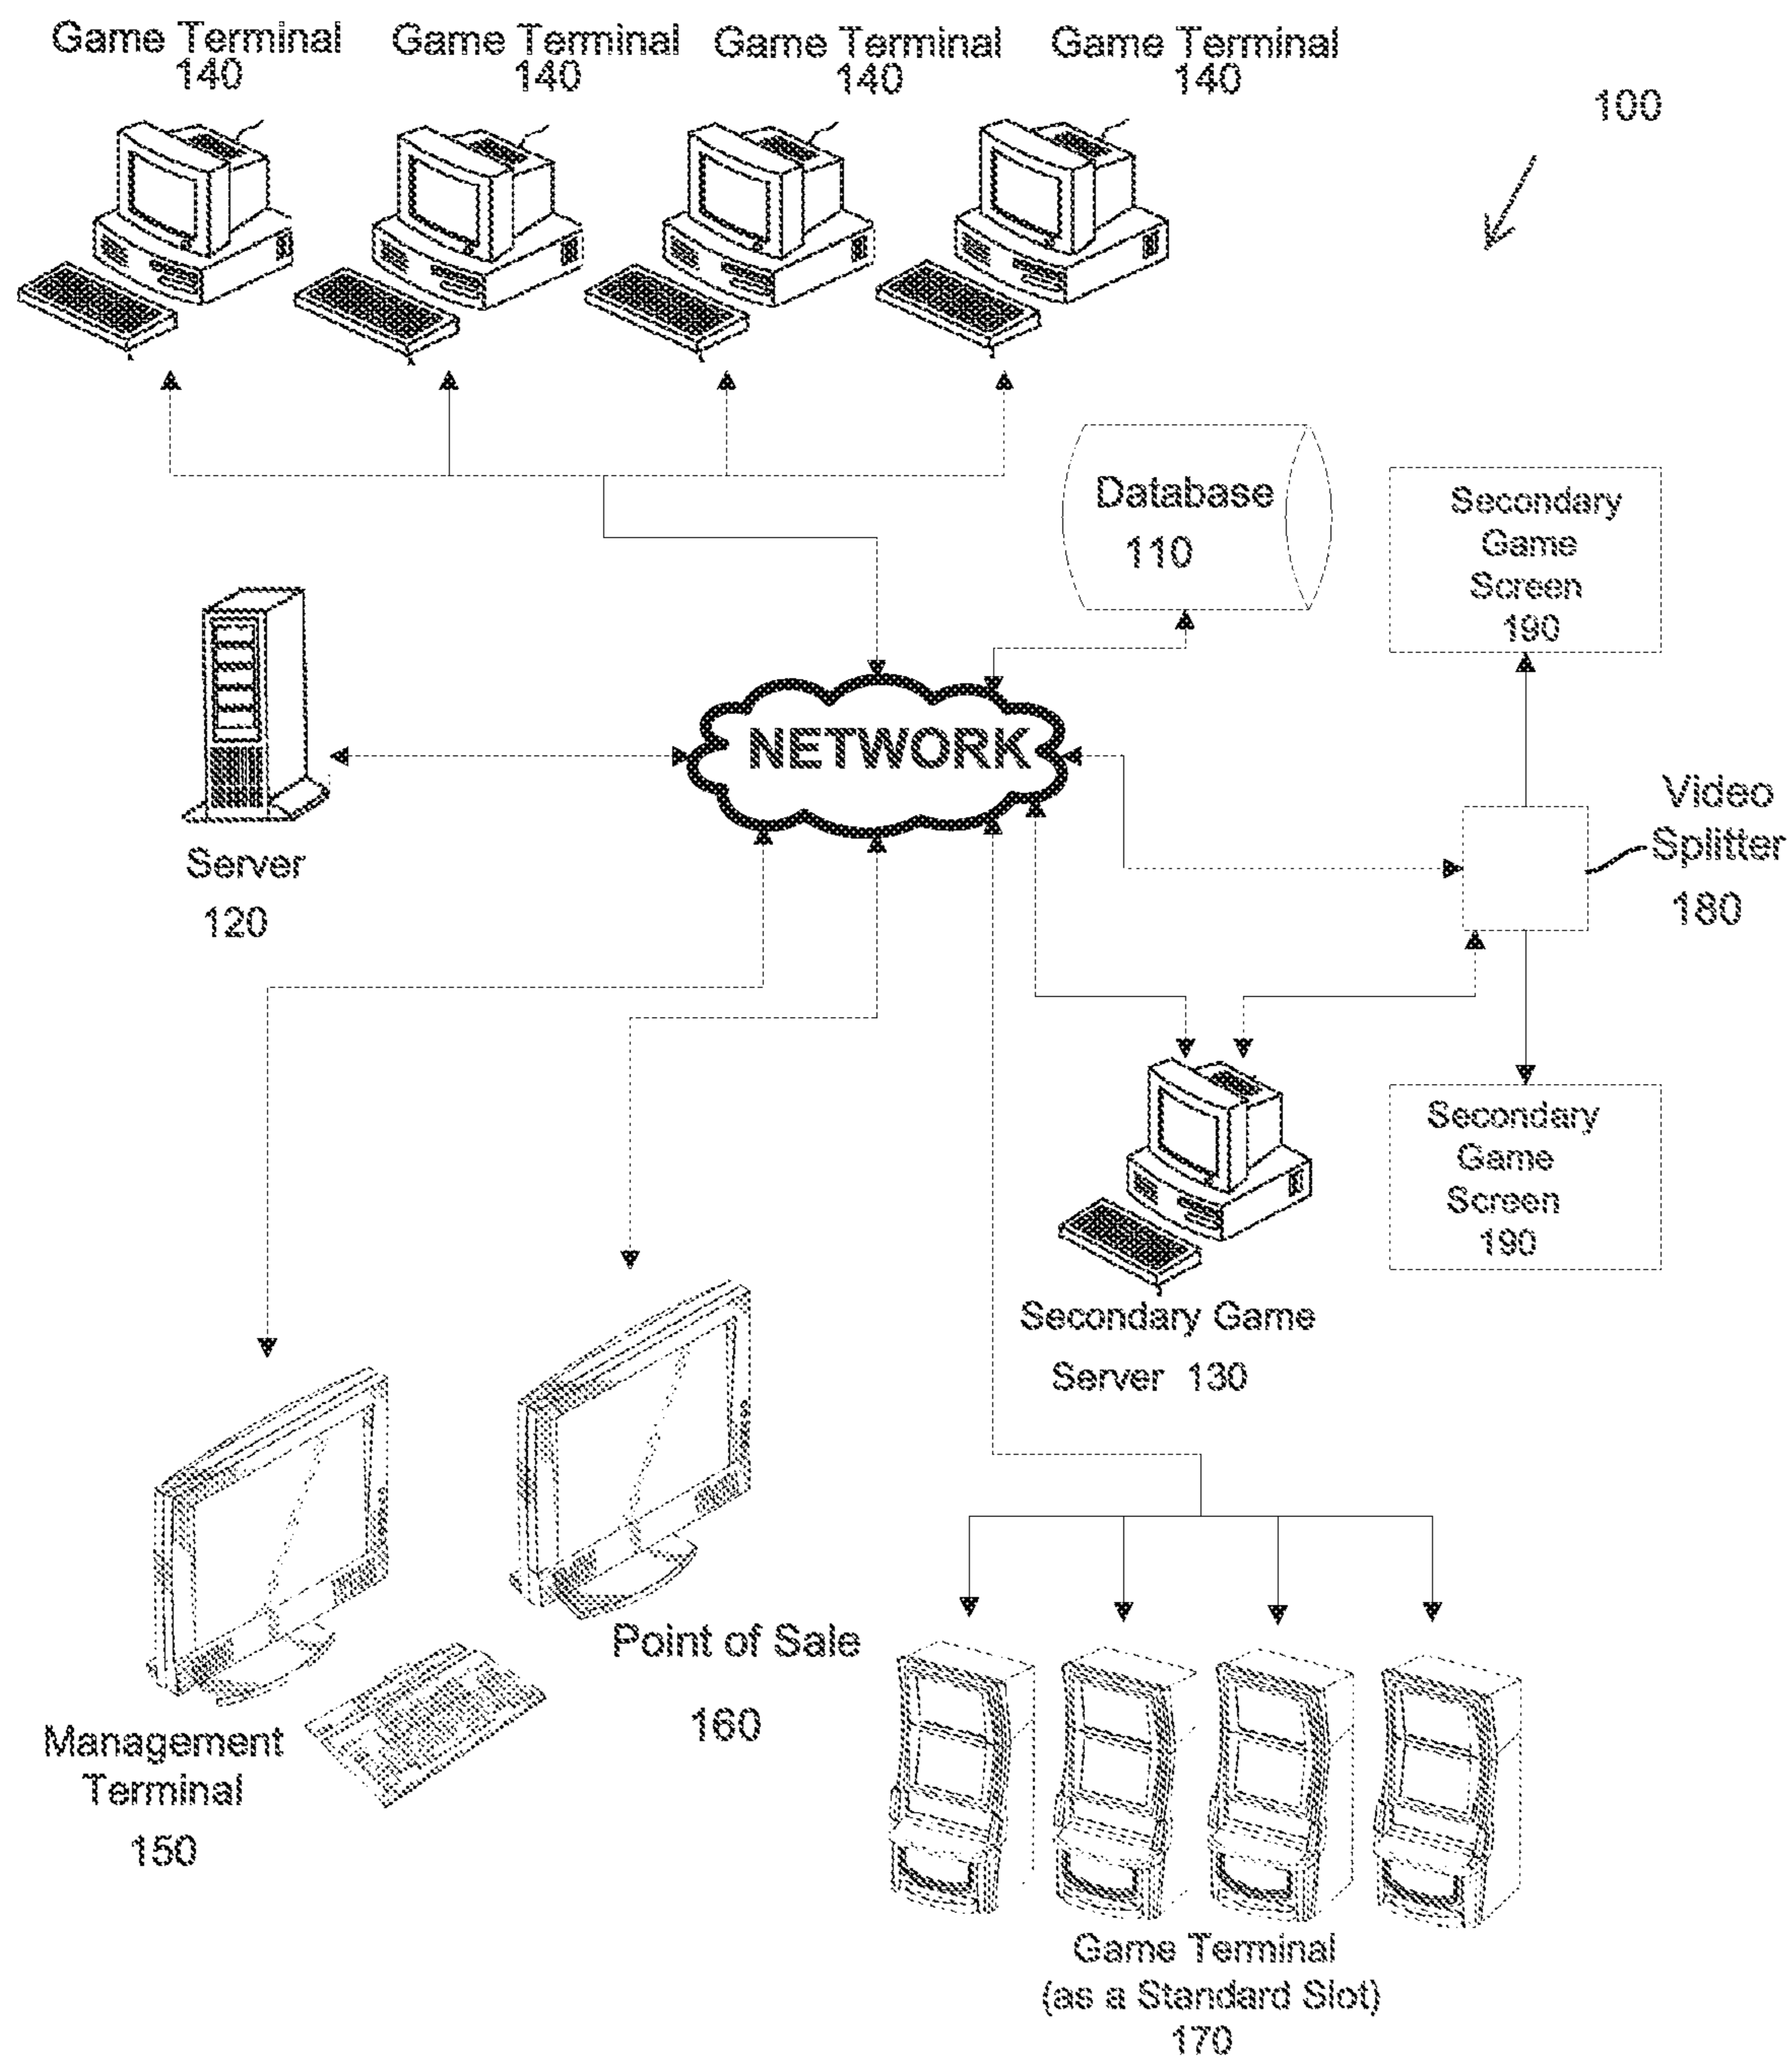 Game Terminal
140
Game Terminal
140
Game Terminal
140
Game Terminal
140
100
Database
110
Secondary
Game
Screen
190
NETWORK
Server
120
Video
Splitter
180
Secondary
Game
Screen
190
Secondary Game
Server 130
Point of Sale
160
Management
Terminal
150
Game Terminal
(as a Standard Slot)
170